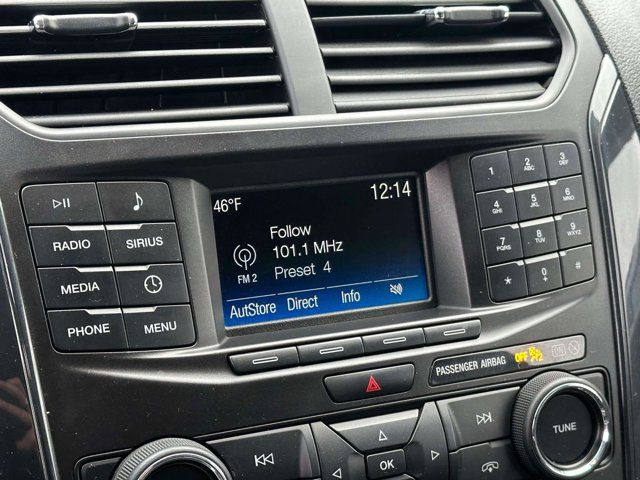 46°F
12:14
Follow
101.1 MHz
FM 2
Preset 4
AutStore Direct Info
RADIO SIRIUS
MEDIA
PHONE MENU
1 2 ABC 3 DEF
4 GHI 5 JKL 6 MNO
7 PQRS 8 TUV 9 WXYZ
* 0 + #
PASSENGER AIRBAG OFF
OK
TUNE